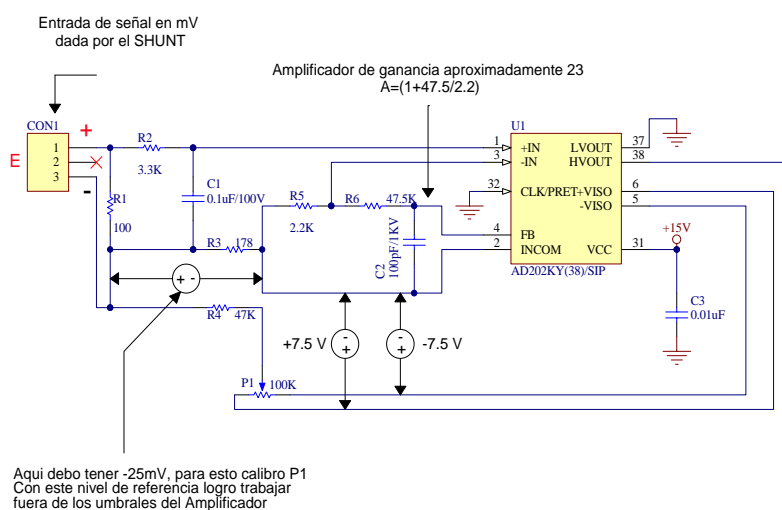 Entrada de señal en mV
dada por el SHUNT
Amplificador de ganancia aproximadamente 23
A=(1+47.5/2.2)
CON1
E
+
-
1
2
3
R2
3.3K
R1
100
C1
0.1uF/100V
R3
178
R5
2.2K
R6
47.5K
C2
100pF/1KV
U1
1
+IN
3
-IN
32
CLK/PRET
4
FB
2
INCOM
LVOUT
37
HVOUT
38
+VISO
6
-VISO
5
VCC
31
AD202KY(38)/SIP
+15V
C3
0.01uF
+ -
R4
47K
+7.5 V
-
+
-
+
-7.5 V
P1
100K
Aqui debo tener -25mV, para esto calibro P1
Con este nivel de referencia logro trabajar
fuera de los umbrales del Amplificador